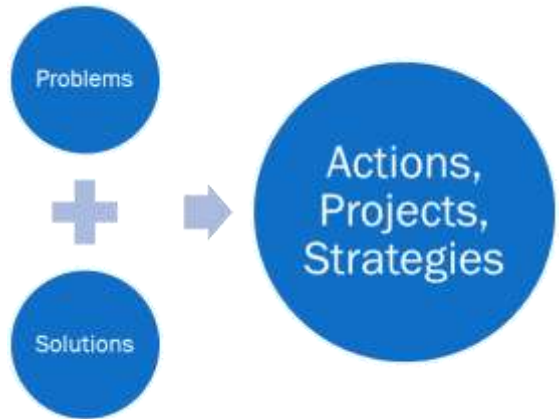 Problems
Solutions
Actions,
Projects,
Strategies